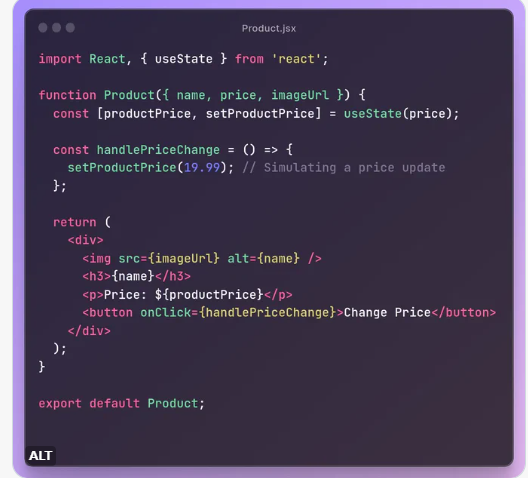 Product.jsx
import React, { useState } from 'react';
function Product({ name, price, imageUrl }) {
const [productPrice, setProductPrice] = useState(price);
const handlePriceChange = () => {
setProductPrice(19.99); // Simulating a price update
};
return (
<div>
<img src={imageUrl} alt={name} />
<h3>{name}</h3>
<p>Price: ${productPrice}</p>
<button onClick={handlePriceChange}>Change Price</button>
</div>
);
}
export default Product;
ALT